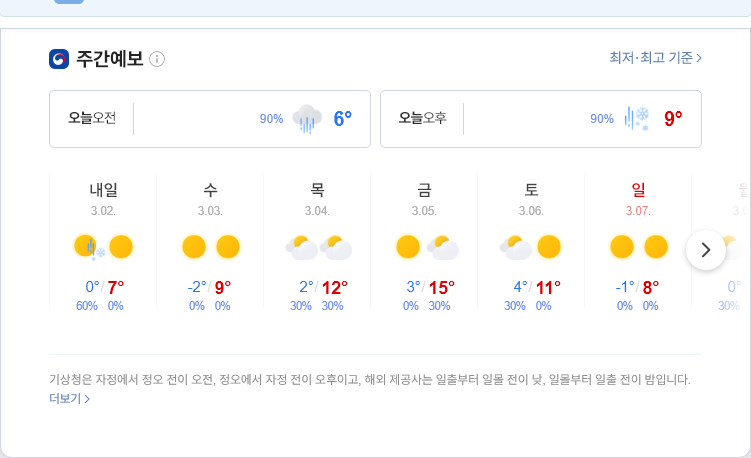 주간예보
최저·최고 기준 >
오늘오전 90% 6°
오늘오후 90% 9°
내일 수 목 금 토 일
3.02. 3.03. 3.04. 3.05. 3.06. 3.07.
0°/7° -2°/9° 2°/12° 3°/15° 4°/11° -1°/8° 0°
60% 0% 0% 0% 30% 30% 0% 30% 30% 0% 0% 0% 30%
기상청은 자정에서 정오 전이 오전, 정오에서 자정 전이 오후이고, 해외 제공사는 일출부터 일몰 전이 낮, 일몰부터 일출 전이 밤입니다.
더보기 >